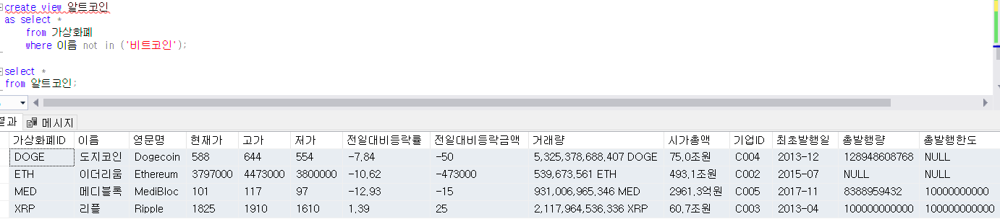 create view 알트코인
as select *
from 가상화폐
where 이름 not in ('비트코인');
select *
from 알트코인;
결과 메시지
가상화폐ID 이름 영문명 현재가 고가 저가 전일대비등락률 전일대비등락금액 거래량 시가총액 기업ID 최초발행일 총발행량 총발행한도
DOGE 도지코인 Dogecoin 588 644 554 -7.84 -50 5,325,378,688,407 DOGE 75.0조원 C004 2013-12 128948608768 NULL
ETH 이더리움 Ethereum 3797000 4473000 3800000 -10.62 -473000 539,673,561 ETH 493.1조원 C002 2015-07 NULL NULL
MED 메디블록 MediBloc 101 117 97 -12.93 -15 931,006,965,346 MED 2961.3억원 C005 2017-11 8388959432 10000000000
XRP 리플 Ripple 1825 1910 1610 1.39 25 2,117,964,536,336 XRP 60.7조원 C003 2013-04 100000000000 100000000000